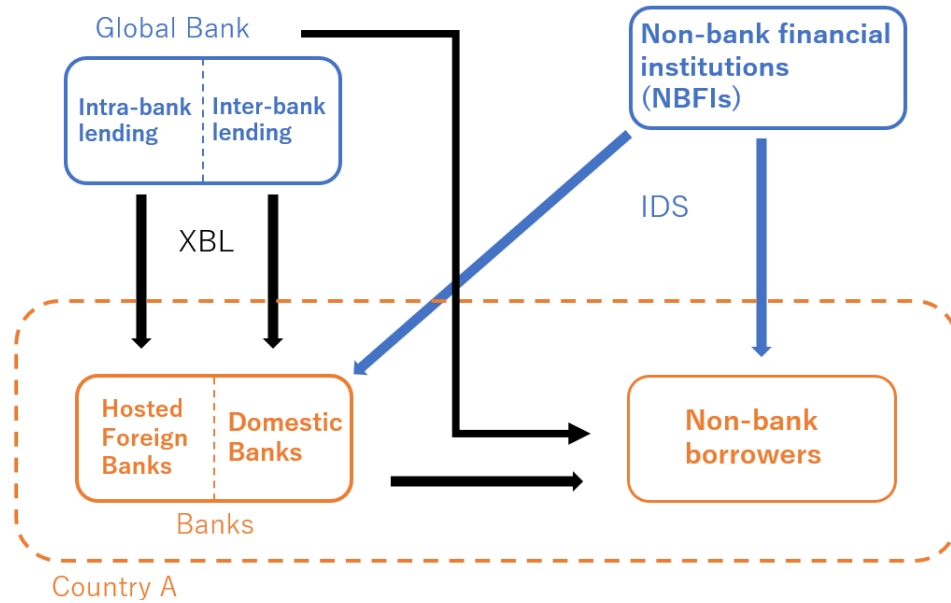 Global Bank
Intra-bank
lending
Inter-bank
lending
Non-bank financial
institutions
(NBFIs)
XBL
IDS
Hosted
Foreign
Banks
Domestic
Banks
Non-bank
borrowers
Banks
Country A